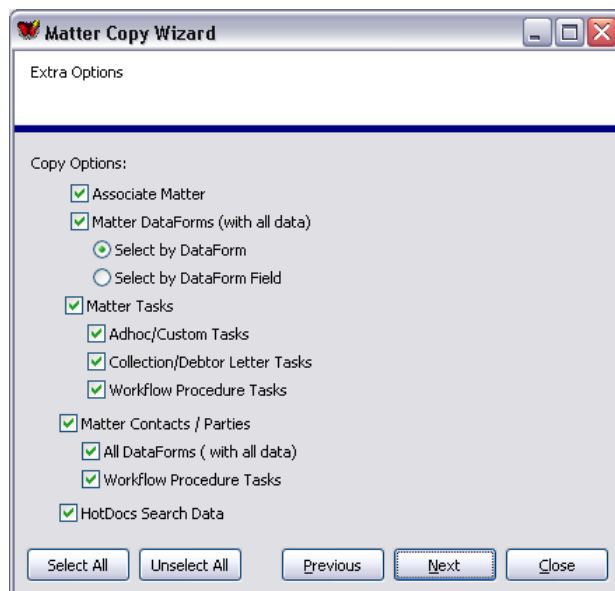 Matter Copy Wizard
Extra Options
Copy Options:
Associate Matter
Matter DataForms (with all data)
Select by DataForm
Select by DataForm Field
Matter Tasks
Adhoc/Custom Tasks
Collection/Debtor Letter Tasks
Workflow Procedure Tasks
Matter Contacts / Parties
All DataForms ( with all data)
Workflow Procedure Tasks
HotDocs Search Data
Select All Unselect All Previous Next Close